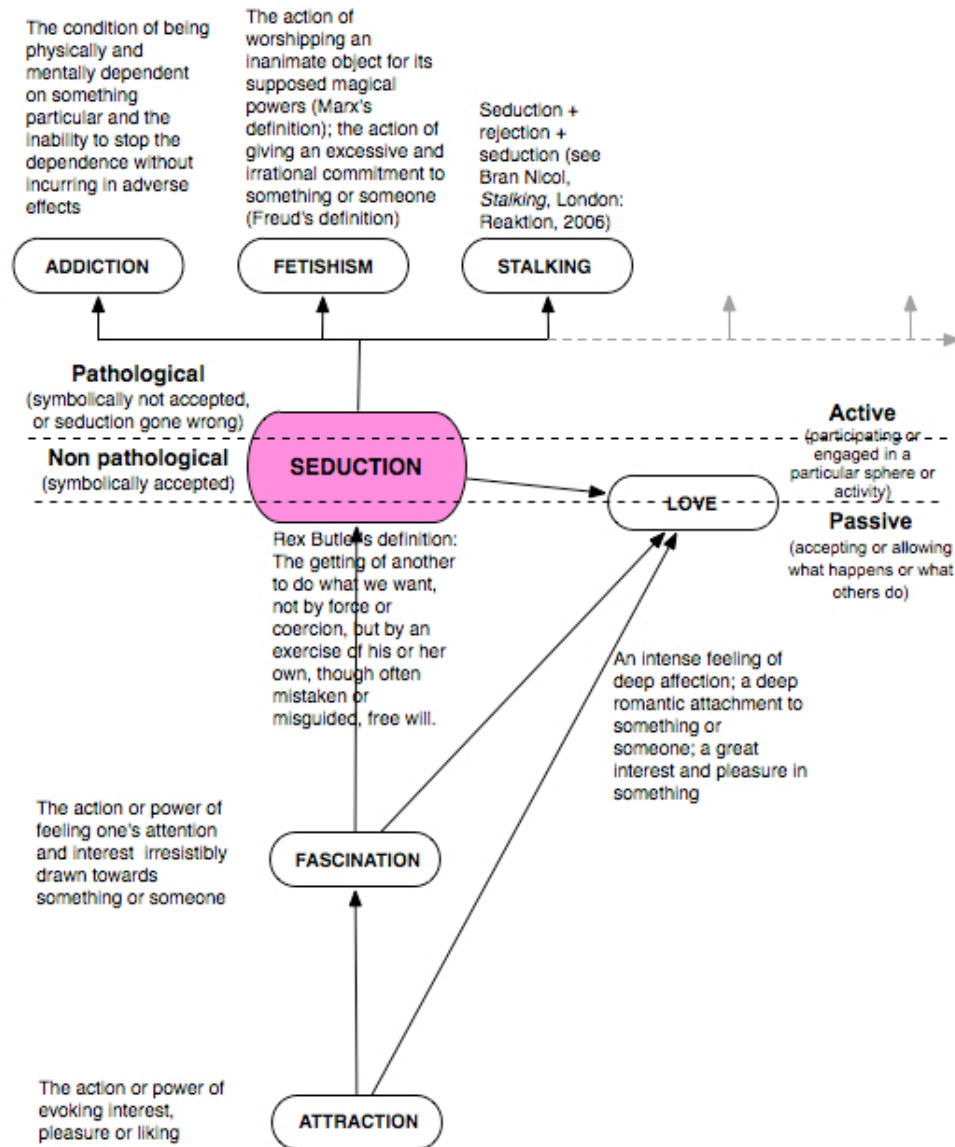 The condition of being
physically and
mentally dependent
on something
particular and the
inability to stop the
dependence without
incurring in adverse
effects
The action of
worshipping an
inanimate object for its
supposed magical
powers (Marx's
definition); the action of
giving an excessive and
irrational commitment to
something or someone
(Freud's definition)
Seduction +
rejection +
seduction (see
Bran Nicol,
Stalking, London:
Reaktion, 2006)
ADDICTION
FETISHISM
STALKING
Pathological
(symbolically not accepted,
or seduction gone wrong)
Non pathological
(symbolically accepted)
SEDUCTION
Active
(participating or
engaged in a
particular sphere or
activity)
LOVE
Passive
(accepting or allowing
what happens or what
others do)
Rex Butler's definition:
The getting of another
to do what we want,
not by force or
coercion, but by an
exercise of his or her
own, though often
mistaken or
misguided, free will.
An intense feeling of
deep affection; a deep
romantic attachment to
something or
someone; a great
interest and pleasure in
something
The action or power of
feeling one's attention
and interest irresistibly
drawn towards
something or someone
FASCINATION
The action or power of
evoking interest,
pleasure or liking
ATTRACTION